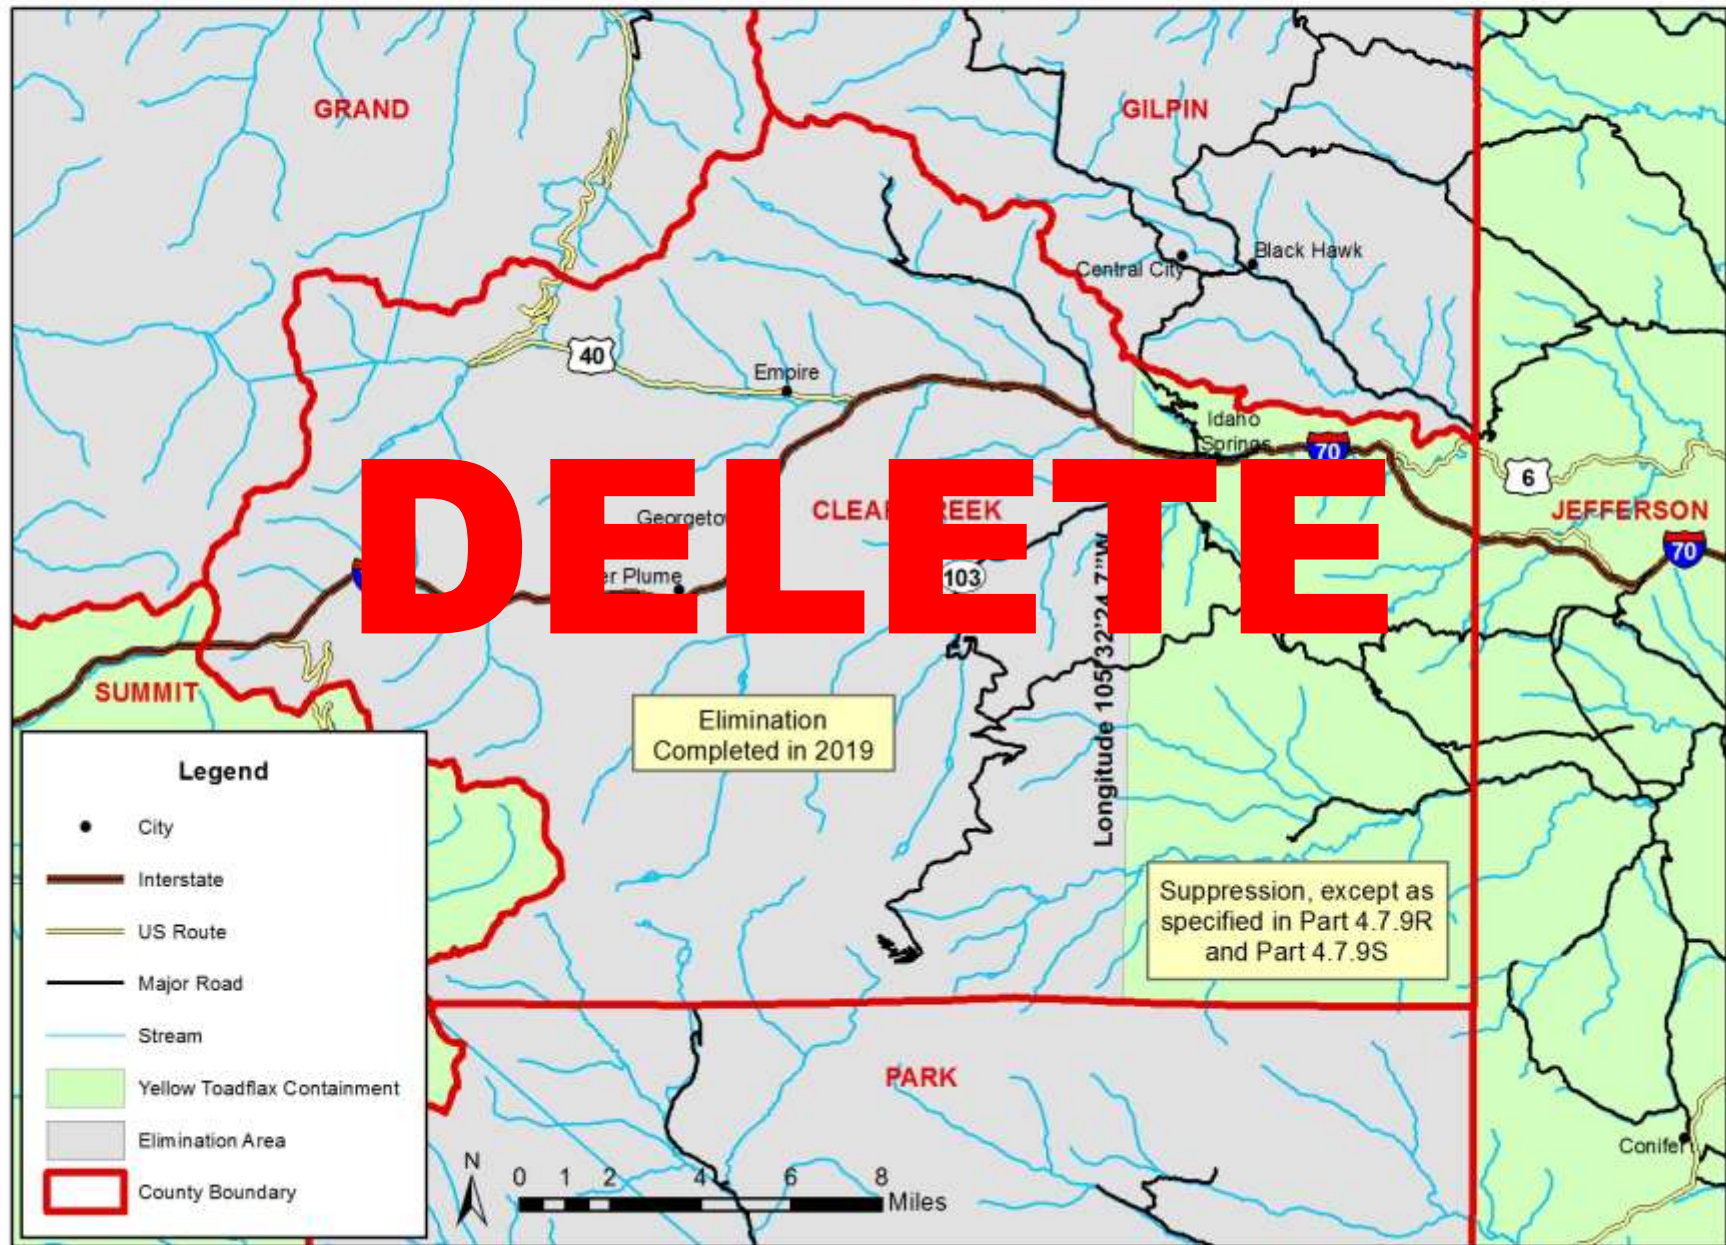 GRAND
GILPIN
Central City
Black Hawk
40
Empire
Idaho
Springs
70
6
DELETE
CLEAR CREEK
JEFFERSON
70
103
Plume
Longitude 105°32'24.7"W
SUMMIT
Elimination
Completed in 2019
Suppression, except as
specified in Part 4.7.9R
and Part 4.7.9S
PARK
Conifer
Legend
City
Interstate
US Route
Major Road
Stream
Yellow Toadflax Containment
Elimination Area
County Boundary
N
0 1 2 4 6 8
Miles